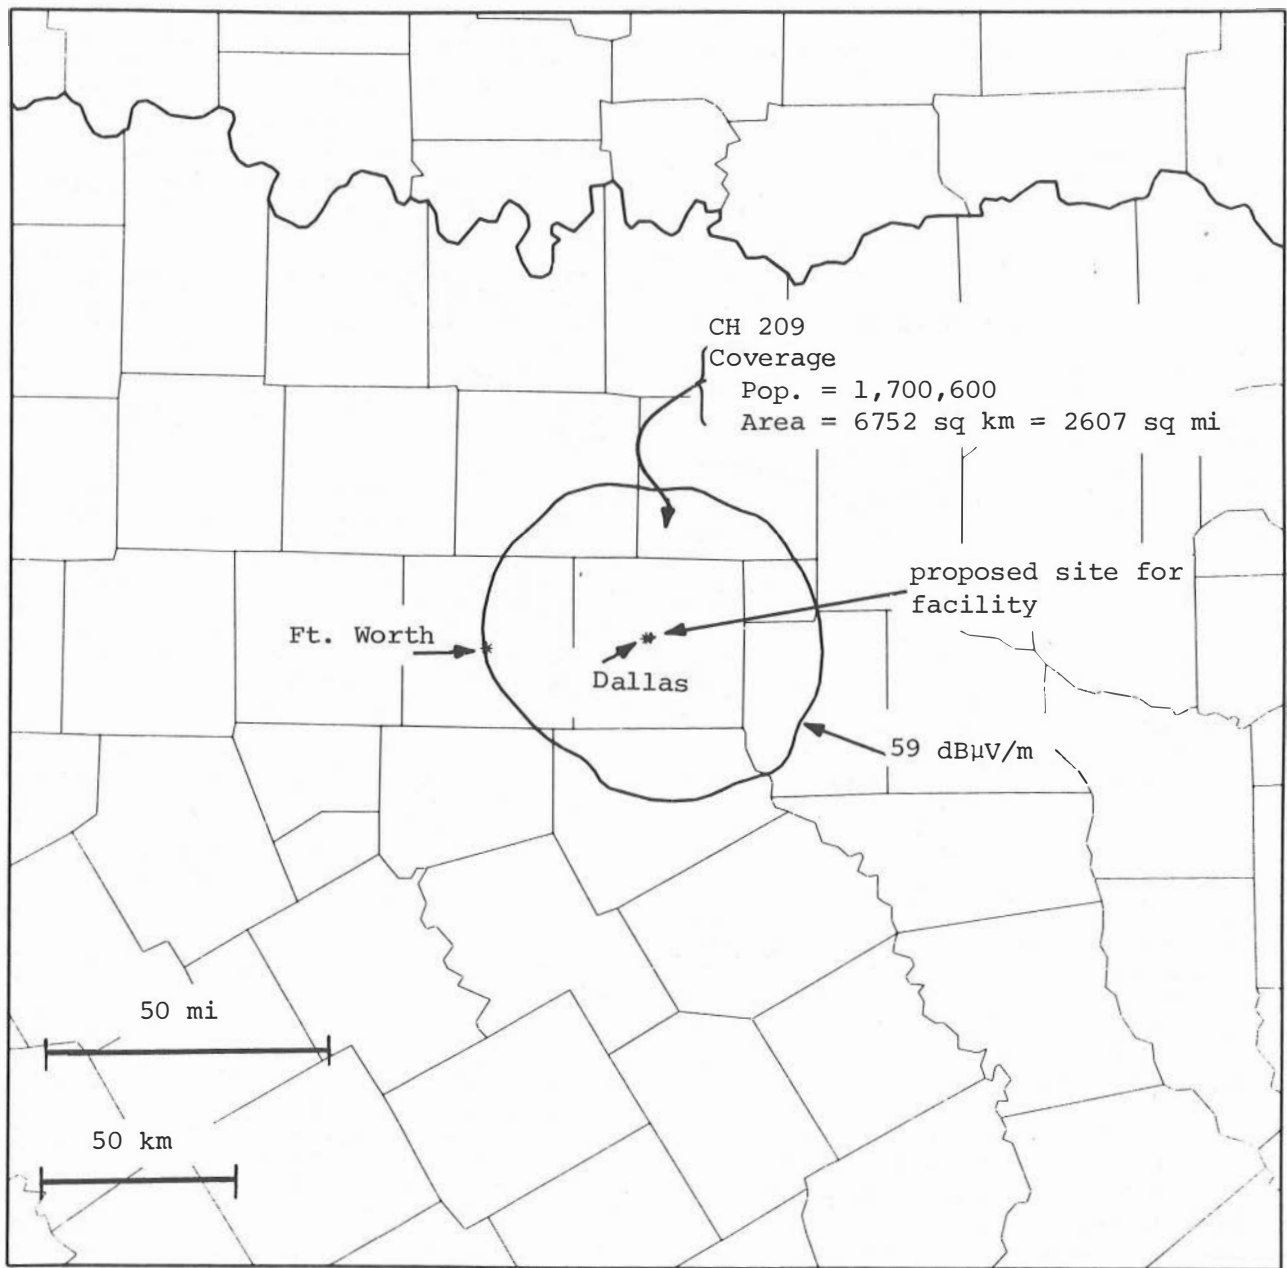 CH 209
Coverage
Pop. = 1,700,600
Area = 6752 sq km = 2607 sq mi
proposed site for
facility
Ft. Worth
*
**
Dallas
59 dBμV/m
50 mi
50 km